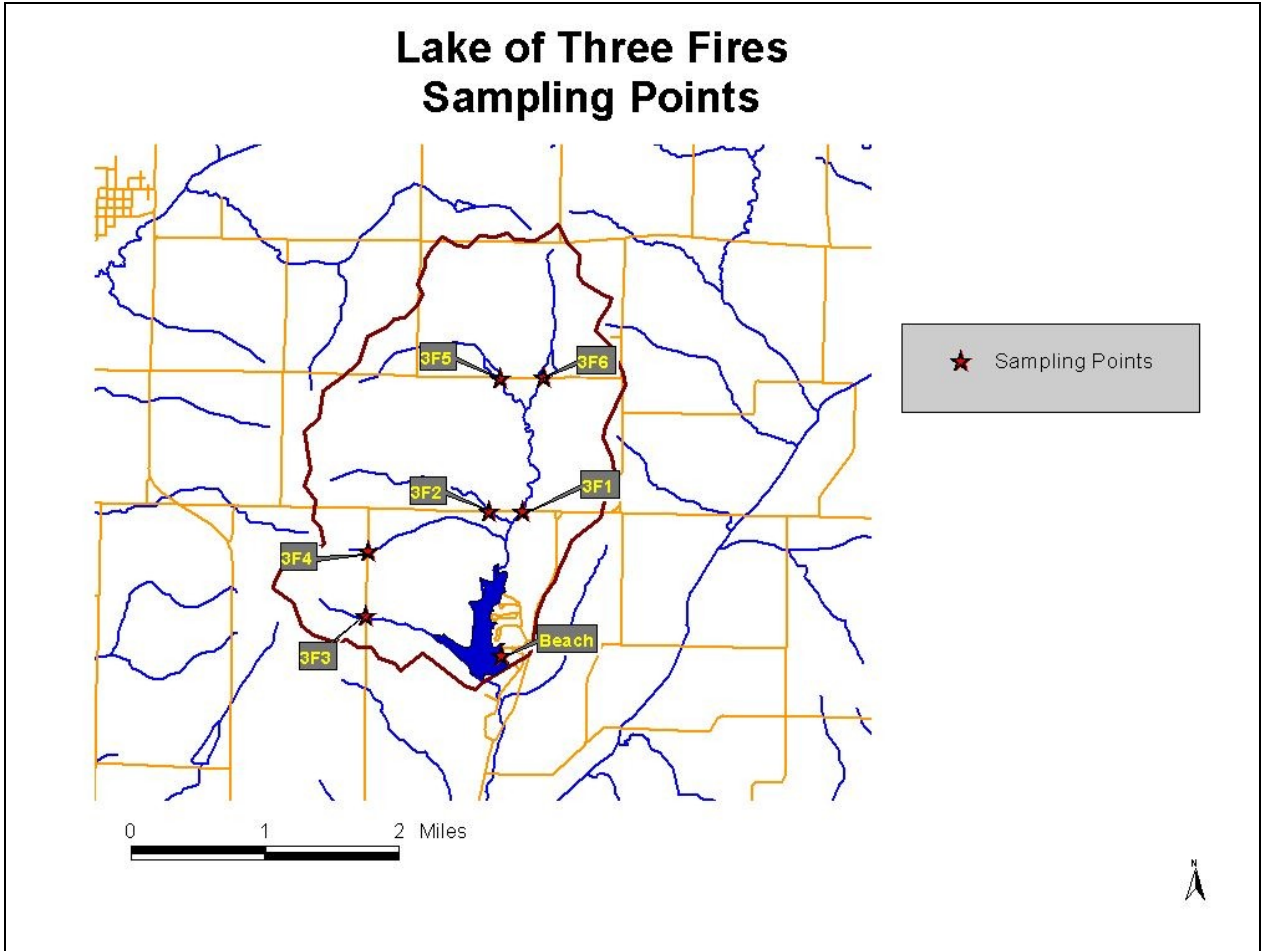 Lake of Three Fires
Sampling Points
3F5
3F6
3F2
3F1
3F4
3F3
Beach
Sampling Points
0 1 2 Miles
N